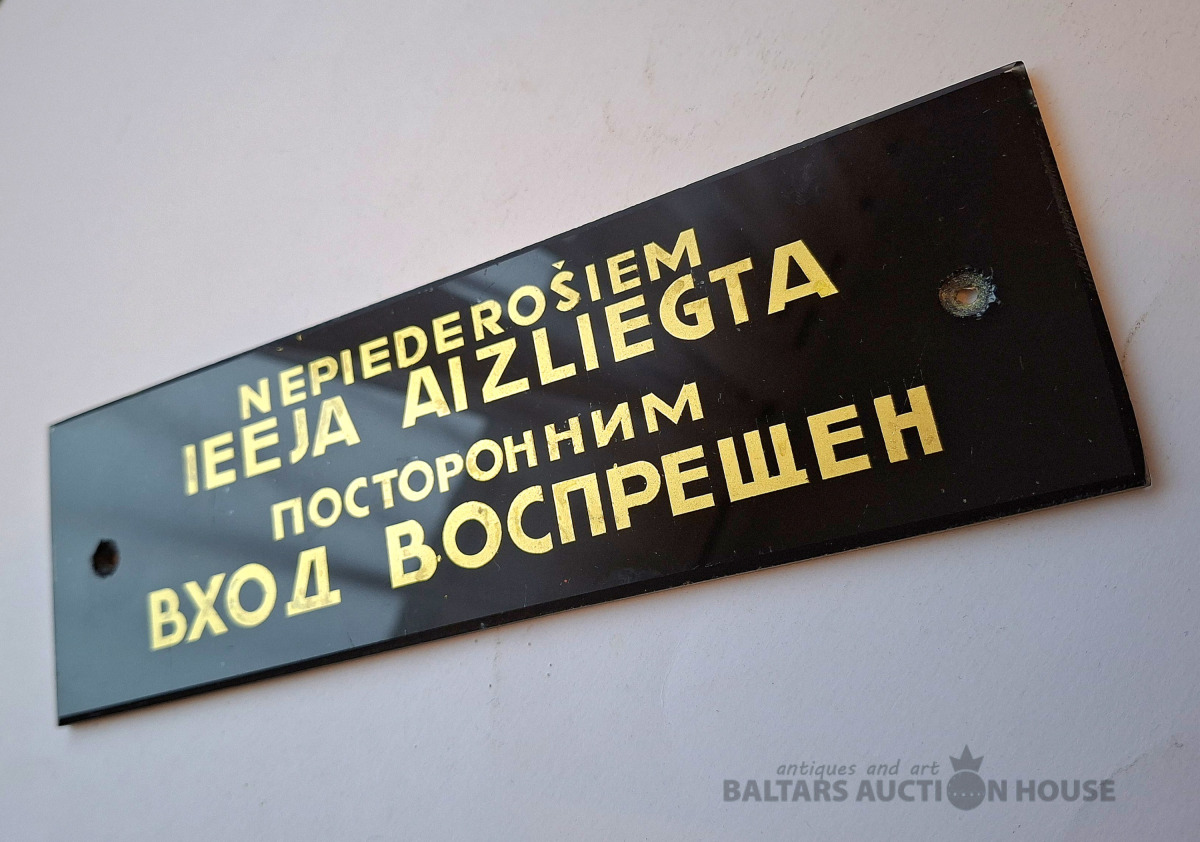 NEPIEDEROŠIEM
IEEJA AIZLIEGTA
ПОСТОРОННИМ
ВХОД ВОСПРЕЩЕН
antiques and art
BALTARS AUCTION HOUSE